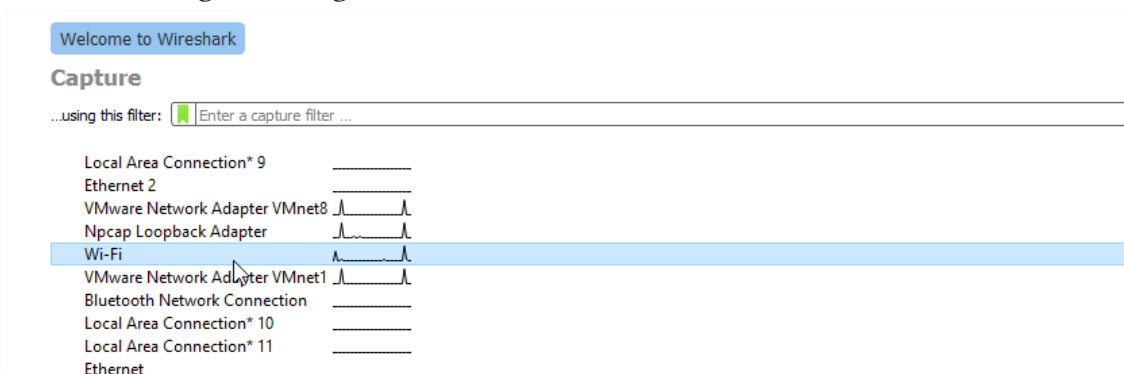 Welcome to Wireshark
Capture
...using this filter: Enter a capture filter ...
Local Area Connection* 9
Ethernet 2
VMware Network Adapter VMnet8
Npcap Loopback Adapter
Wi-Fi
VMware Network Adapter VMnet1
Bluetooth Network Connection
Local Area Connection* 10
Local Area Connection* 11
Ethernet